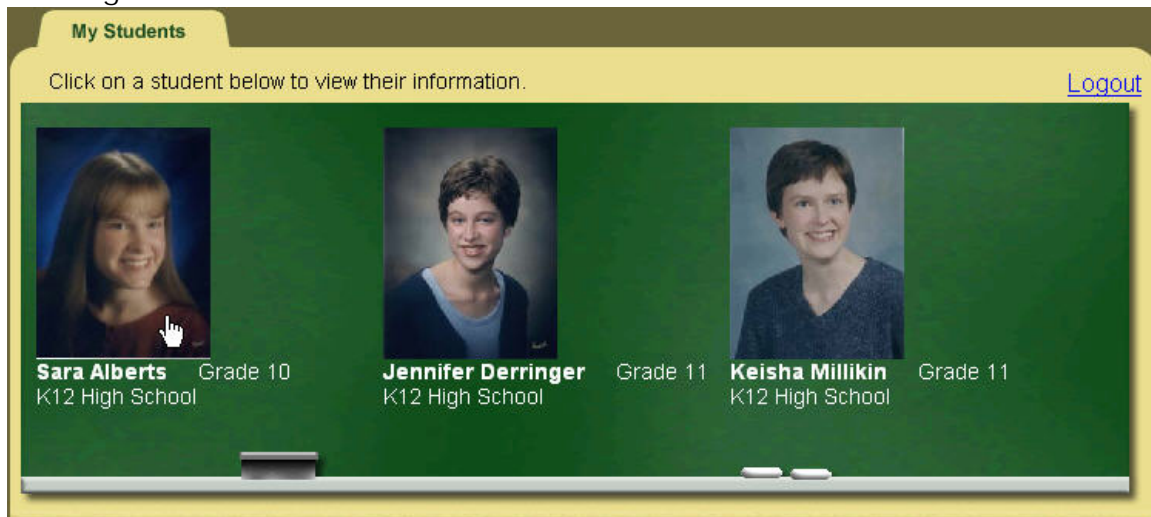 My Students
Click on a student below to view their information.
Logout
Sara Alberts Grade 10
K12 High School
Jennifer Derringer Grade 11
K12 High School
Keisha Millikin Grade 11
K12 High School